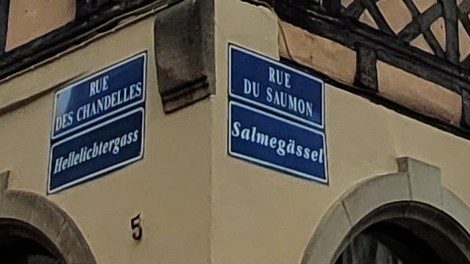 RUE
DES CHANDELLES
Hellelichtergass
RUE
DU SAUMON
Salmegässel
5